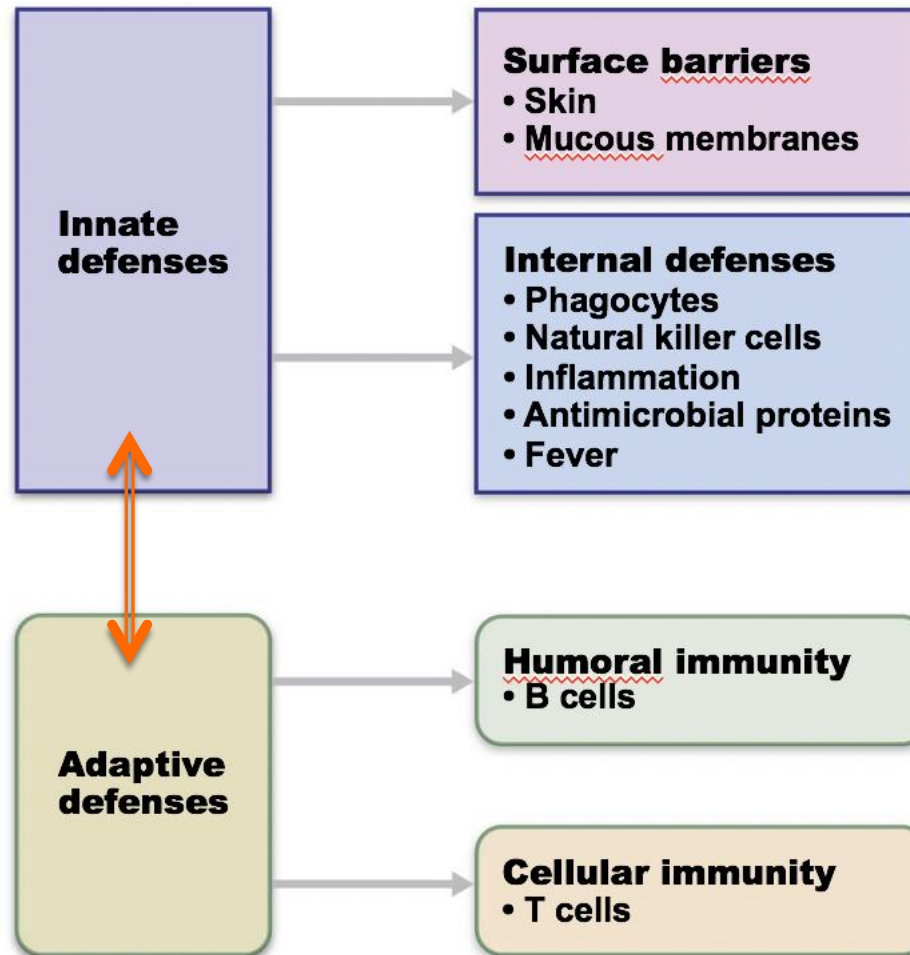 Surface barriers
• Skin
• Mucous membranes
Innate
defenses
Internal defenses
• Phagocytes
• Natural killer cells
• Inflammation
• Antimicrobial proteins
• Fever
Humoral immunity
• B cells
Adaptive
defenses
Cellular immunity
• T cells